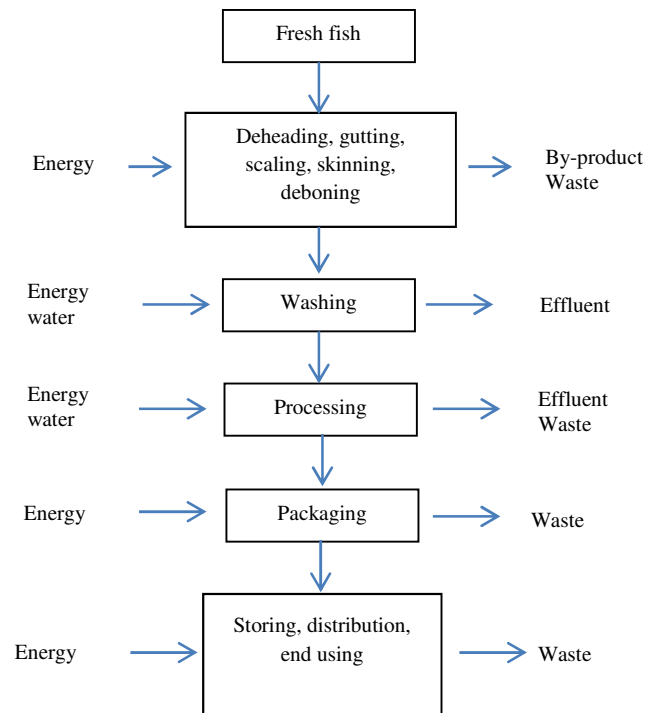 Fresh fish
Energy
Deheading, gutting,
scaling, skinning,
deboning
By-product
Waste
Energy
water
Washing
Effluent
Energy
water
Processing
Effluent
Waste
Energy
Packaging
Waste
Energy
Storing, distribution,
end using
Waste